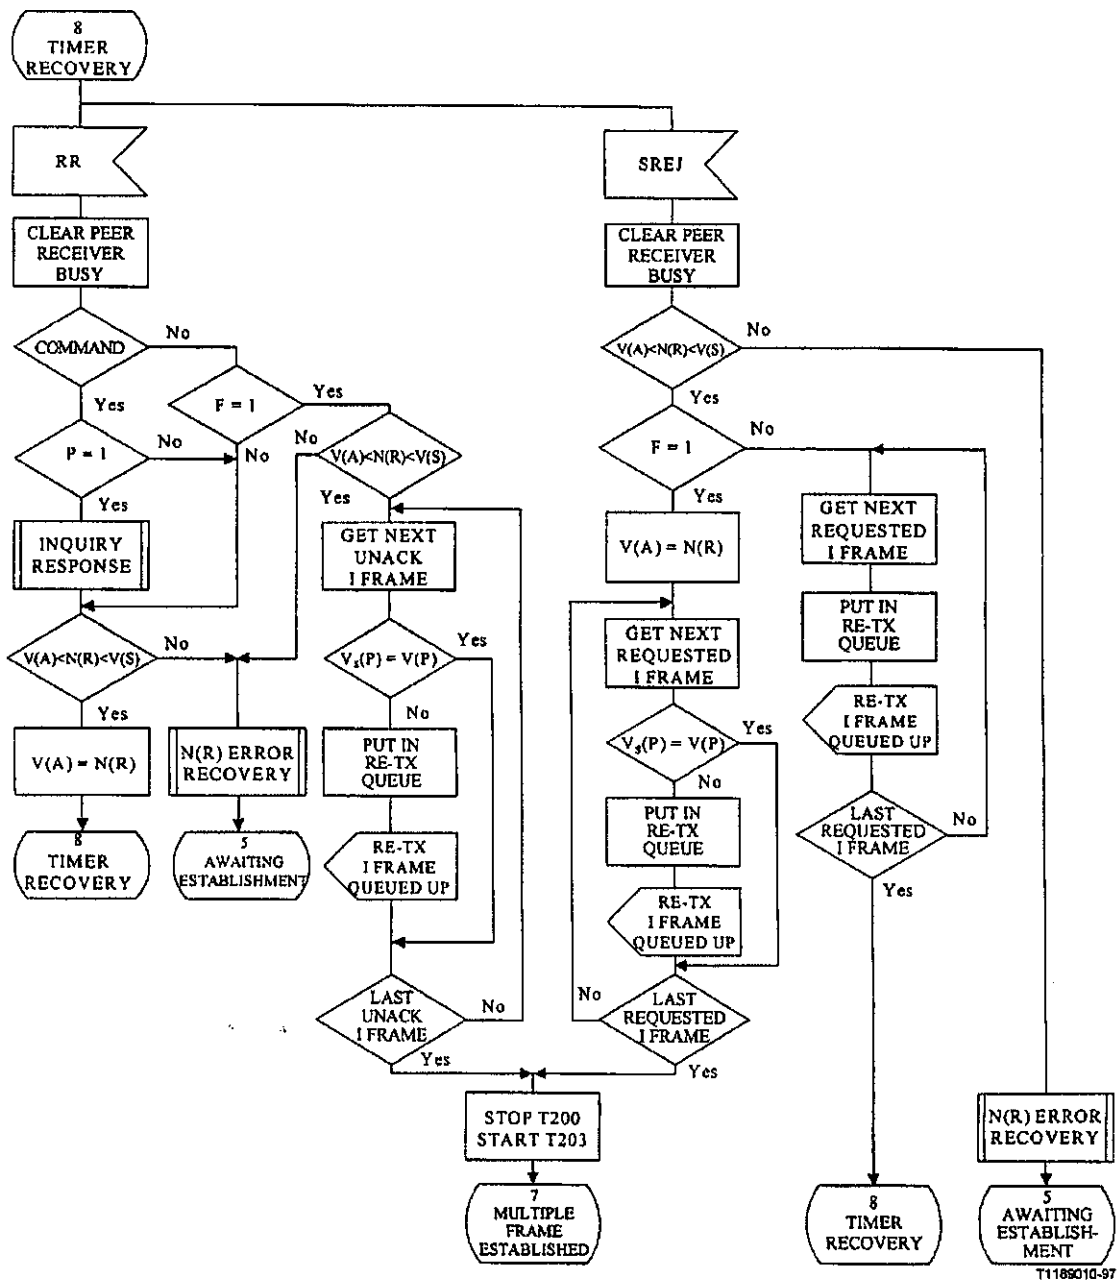 8
TIMER
RECOVERY
RR
SREJ
CLEAR PEER
RECEIVER
BUSY
CLEAR PEER
RECEIVER
BUSY
COMMAND
No
V(A)<N(R)<V(S)
No
Yes
F = 1
Yes
Yes
P = 1
No
No
No
V(A)<N(R)<V(S)
F = 1
No
Yes
Yes
Yes
INQUIRY
RESPONSE
GET NEXT
UNACK
I FRAME
V(A) = N(R)
GET NEXT
REQUESTED
I FRAME
V(A)<N(R)<V(S)
No
Vs(P) = V(P)
Yes
GET NEXT
REQUESTED
I FRAME
PUT IN
RE-TX
QUEUE
Yes
No
V(A) = N(R)
N(R) ERROR
RECOVERY
PUT IN
RE-TX
QUEUE
Vs(P) = V(P)
Yes
No
RE-TX
I FRAME
QUEUED UP
8
TIMER
RECOVERY
5
AWAITING
ESTABLISHMENT
RE-TX
I FRAME
QUEUED UP
PUT IN
RE-TX
QUEUE
LAST
REQUESTED
I FRAME
No
Yes
RE-TX
I FRAME
QUEUED UP
LAST
UNACK
I FRAME
No
Yes
No
LAST
REQUESTED
I FRAME
Yes
STOP T200
START T203
N(R) ERROR
RECOVERY
7
MULTIPLE
FRAME
ESTABLISHED
8
TIMER
RECOVERY
5
AWAITING
ESTABLISH-
MENT
T1189010-97